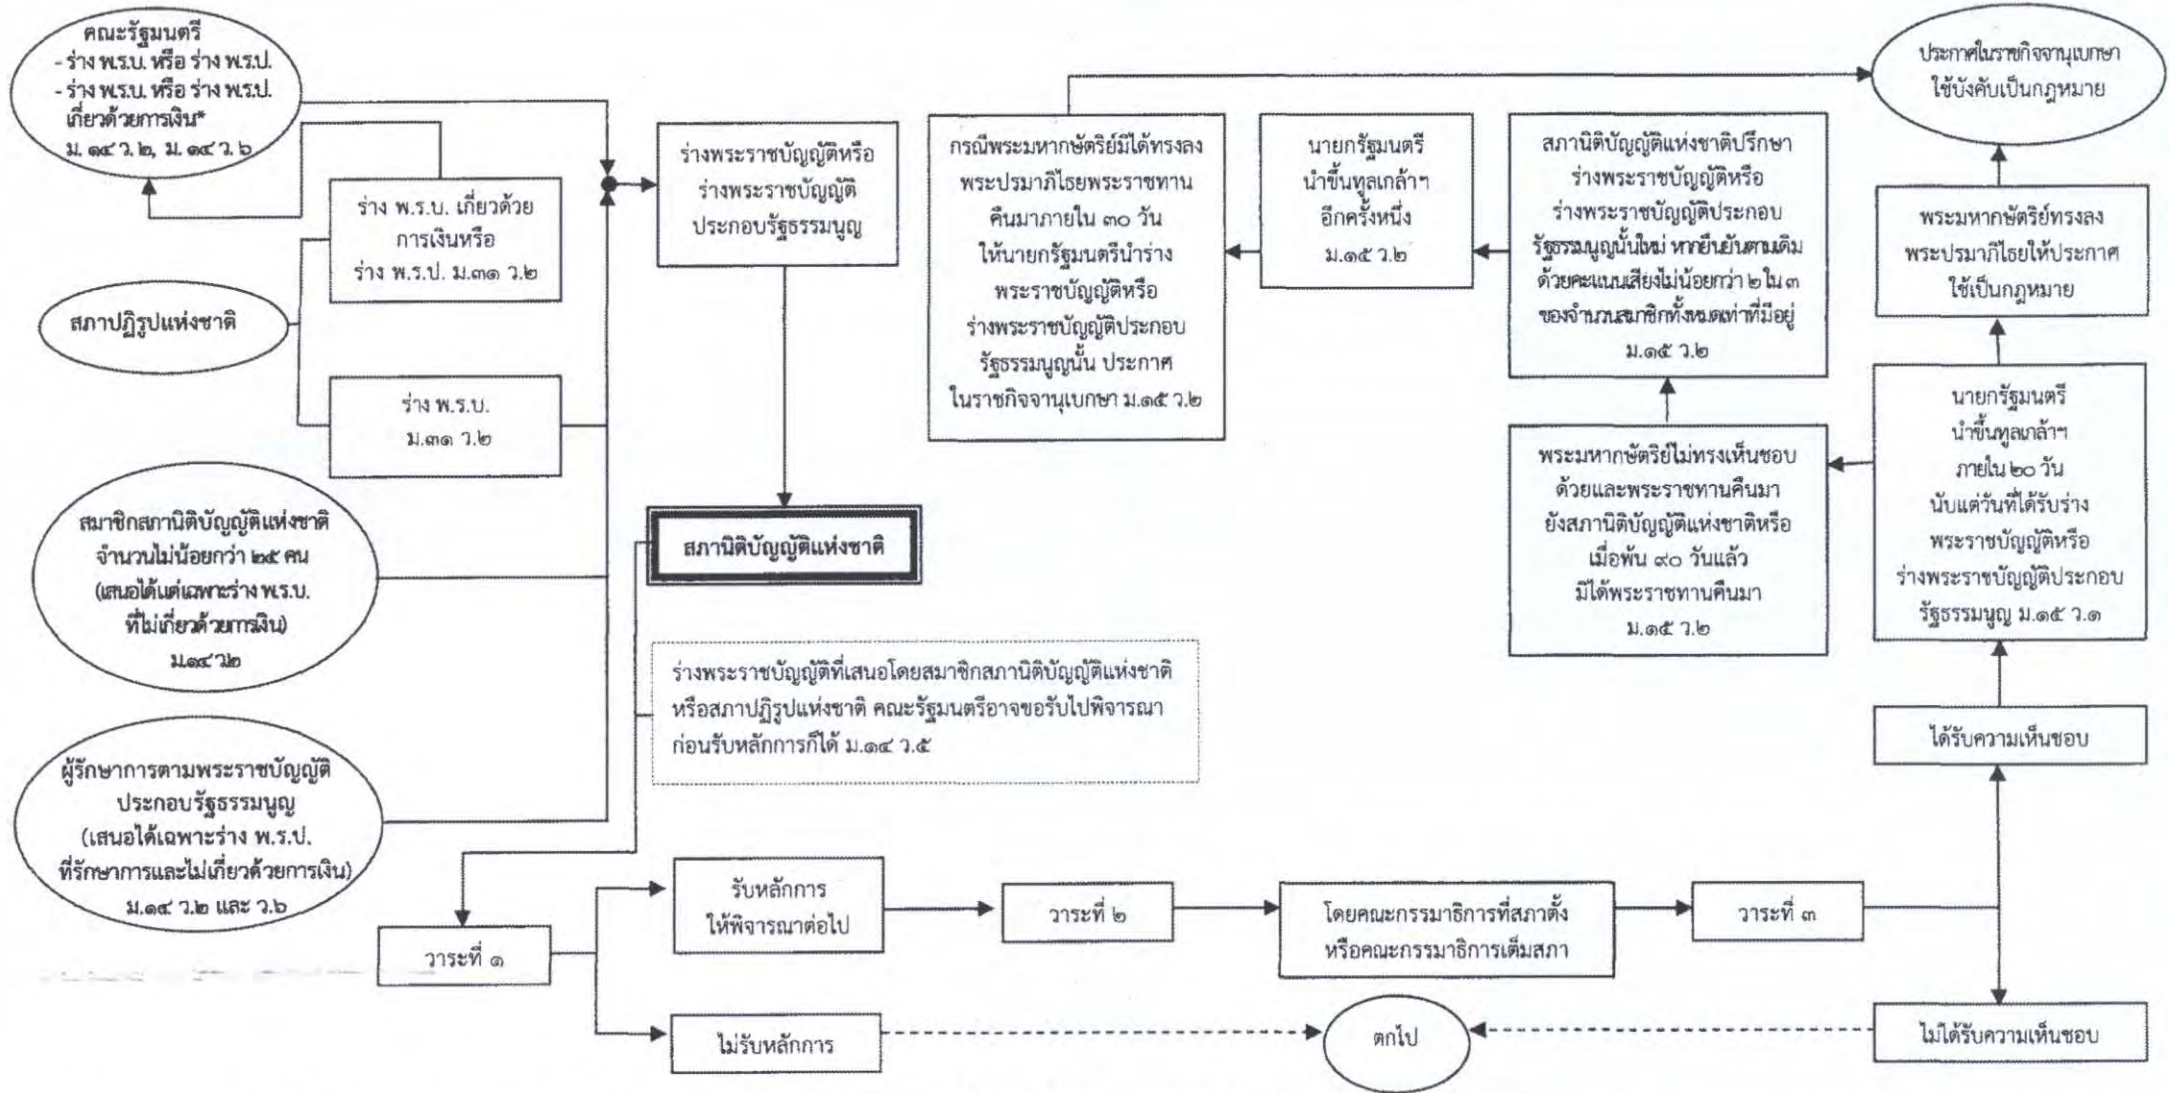 คณะรัฐมนตรี
- ร่าง พ.ร.บ. หรือ ร่าง พ.ร.ป.
- ร่าง พ.ร.บ. หรือ ร่าง พ.ร.ป.
เกี่ยวด้วยการเงิน*
ม. ๑๔ ว. ๒, ม. ๑๔ ว. ๖
ร่าง พ.ร.บ. เกี่ยวด้วย
การเงินหรือ
ร่าง พ.ร.ป. ม.๓๑ ว.๒
สภาปฏิรูปแห่งชาติ
ร่าง พ.ร.บ.
ม.๓๑ ว.๒
สมาชิกสภานิติบัญญัติแห่งชาติ
จำนวนไม่น้อยกว่า ๒๕ คน
(เสนอได้แต่เฉพาะร่าง พ.ร.บ.
ที่ไม่เกี่ยวด้วยการเงิน)
ม.๑๔ ว.๒
ผู้รักษาการตามพระราชบัญญัติ
ประกอบรัฐธรรมนูญ
(เสนอได้เฉพาะร่าง พ.ร.ป.
ที่รักษาการและไม่เกี่ยวด้วยการเงิน)
ม.๑๔ ว.๒ และ ว.๖
ร่างพระราชบัญญัติหรือ
ร่างพระราชบัญญัติ
ประกอบรัฐธรรมนูญ
สภานิติบัญญัติแห่งชาติ
ร่างพระราชบัญญัติที่เสนอโดยสมาชิกสภานิติบัญญัติแห่งชาติ
หรือสภาปฏิรูปแห่งชาติ คณะรัฐมนตรีอาจขอรับไปพิจารณา
ก่อนรับหลักการก็ได้ ม.๑๔ ว.๕
วาระที่ ๑
รับหลักการ
ให้พิจารณาต่อไป
ไม่รับหลักการ
วาระที่ ๒
โดยคณะกรรมาธิการที่สภาตั้ง
หรือคณะกรรมาธิการเต็มสภา
วาระที่ ๓
ตกไป
ได้รับความเห็นชอบ
ไม่ได้รับความเห็นชอบ
นายกรัฐมนตรี
นำขึ้นทูลเกล้าฯ
ภายใน ๒๐ วัน
นับแต่วันที่ได้รับร่าง
พระราชบัญญัติหรือ
ร่างพระราชบัญญัติประกอบ
รัฐธรรมนูญ ม.๑๕ ว.๑
พระมหากษัตริย์ทรงลง
พระปรมาภิไธยให้ประกาศ
ใช้เป็นกฎหมาย
ประกาศในราชกิจจานุเบกษา
ใช้บังคับเป็นกฎหมาย
พระมหากษัตริย์ไม่ทรงเห็นชอบ
ด้วยและพระราชทานคืนมา
ยังสภานิติบัญญัติแห่งชาติหรือ
เมื่อพ้น ๙๐ วันแล้ว
มิได้พระราชทานคืนมา
ม.๑๕ ว.๒
สภานิติบัญญัติแห่งชาติปรึกษา
ร่างพระราชบัญญัติหรือ
ร่างพระราชบัญญัติประกอบ
รัฐธรรมนูญนั้นใหม่ หากยืนยันตามเดิม
ด้วยคะแนนเสียงไม่น้อยกว่า ๒ ใน ๓
ของจำนวนสมาชิกทั้งหมดเท่าที่มีอยู่
ม.๑๕ ว.๒
นายกรัฐมนตรี
นำขึ้นทูลเกล้าฯ
อีกครั้งหนึ่ง
ม.๑๕ ว.๒
กรณีพระมหากษัตริย์มิได้ทรงลง
พระปรมาภิไธยพระราชทาน
คืนมาภายใน ๓๐ วัน
ให้นายกรัฐมนตรีนำร่าง
พระราชบัญญัติหรือ
ร่างพระราชบัญญัติประกอบ
รัฐธรรมนูญนั้น ประกาศ
ในราชกิจจานุเบกษา ม.๑๕ ว.๒